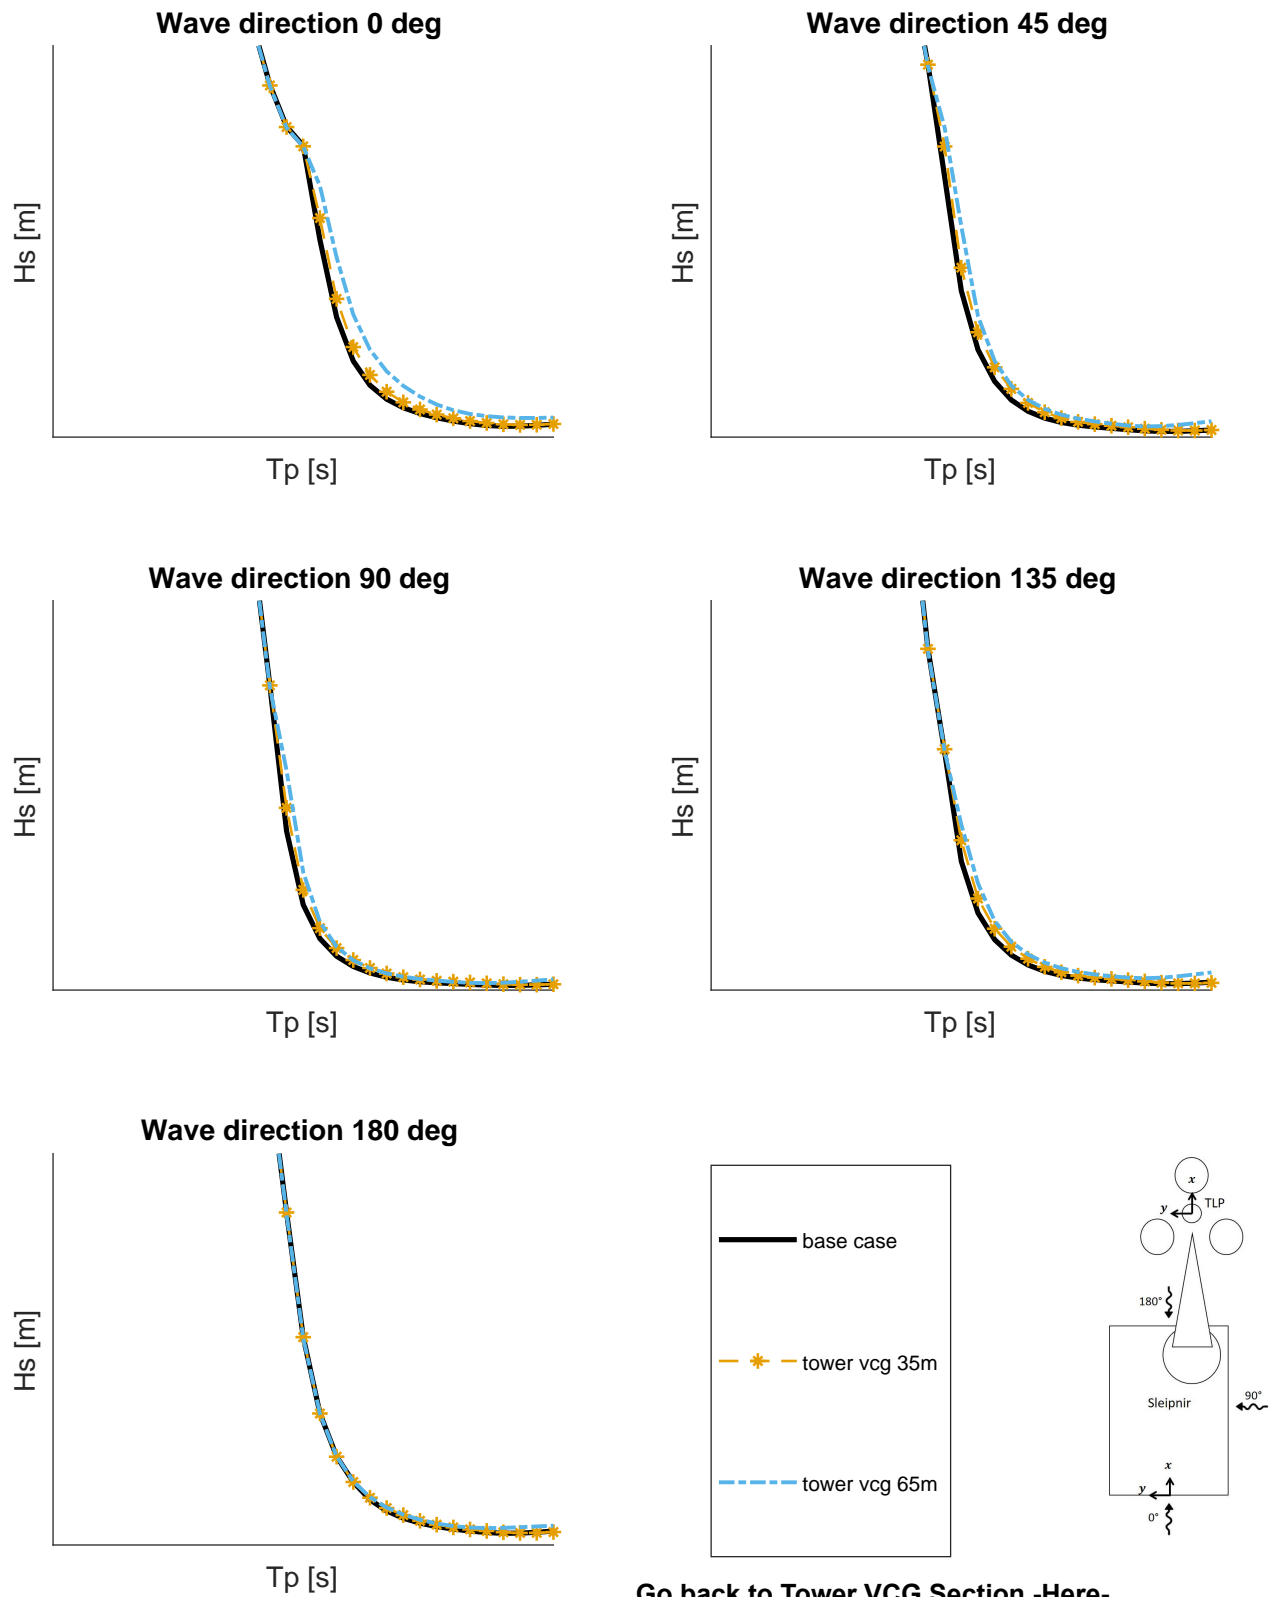 Wave direction 0 deg
Hs [m]
Tp [s]
Wave direction 45 deg
Hs [m]
Tp [s]
Wave direction 90 deg
Hs [m]
Tp [s]
Wave direction 135 deg
Hs [m]
Tp [s]
Wave direction 180 deg
Hs [m]
Tp [s]
base case
tower vcg 35m
tower vcg 65m
x
TLP
y
180°
90°
Sleipnir
x
y
0°
Go back to Tower VCG Section -Here-